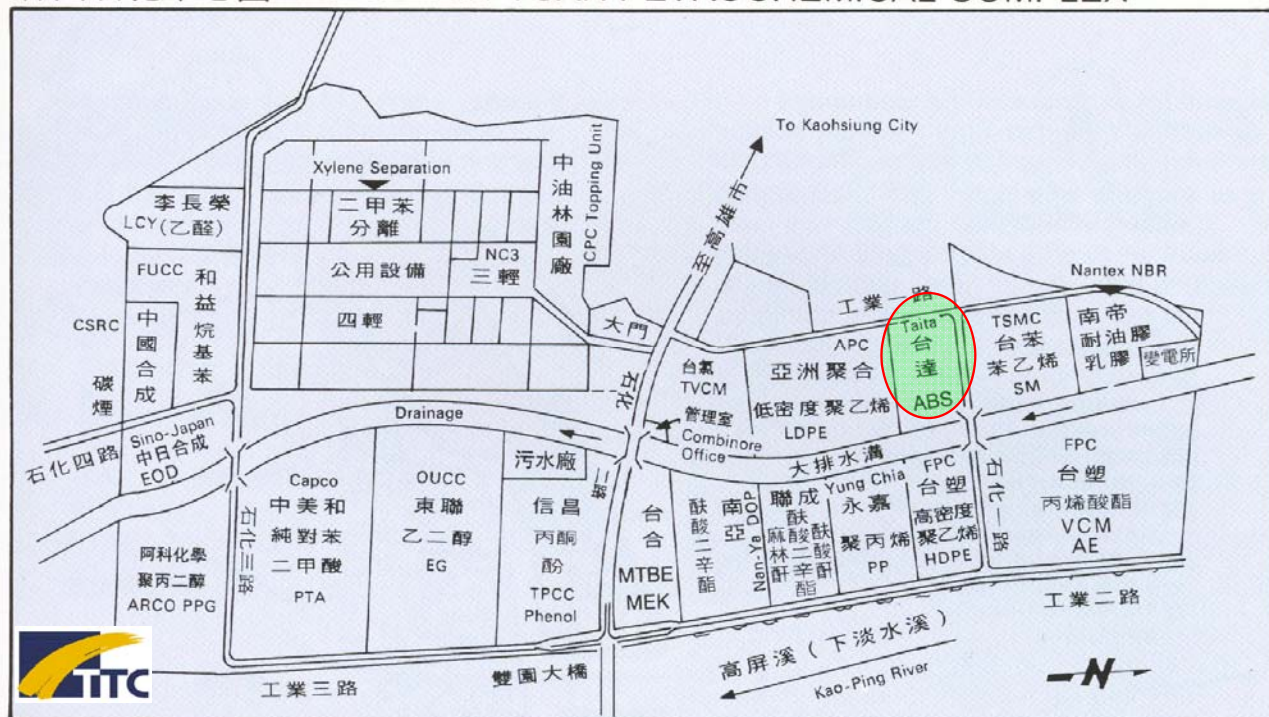 To Kaohsiung City
至高雄市
Xylene Separation
二甲苯
分離
中油林園廠
CPC Topping Unit
李長榮
LCY(乙醛)
FUCC
和益烷基苯
公用設備
NC3
三輕
四輕
CSRC
中國合成
碳煙
大門
工業一路
Nantex NBR
Taita
台達
ABS
TSMC
台苯
苯乙烯
SM
南帝
耐油膠
乳膠
變電所
APC
亞洲聚合
低密度聚乙烯
LDPE
台氯
TVCM
管理室
Combinore
Office
石化二路
Drainage
大排水溝
石化四路
Sino-Japan
中日合成
EOD
石化三路
Capco
中美和
純對苯
二甲酸
PTA
OUCC
東聯
乙二醇
EG
污水廠
信昌
丙酮
酚
TPCC
Phenol
台合
MTBE
MEK
南亞
酞酸二辛酯
Nan-Ya DOP
聯成
酞酸二辛酯
Yung Chia
永嘉
聚丙烯
PP
FPC
台塑
高密度
聚乙烯
HDPE
石化一路
FPC
台塑
丙烯酸酯
VCM
AE
阿科化學
聚丙二醇
ARCO PPG
工業二路
工業三路
雙園大橋
高屏溪(下淡水溪)
Kao-Ping River
N
TTC